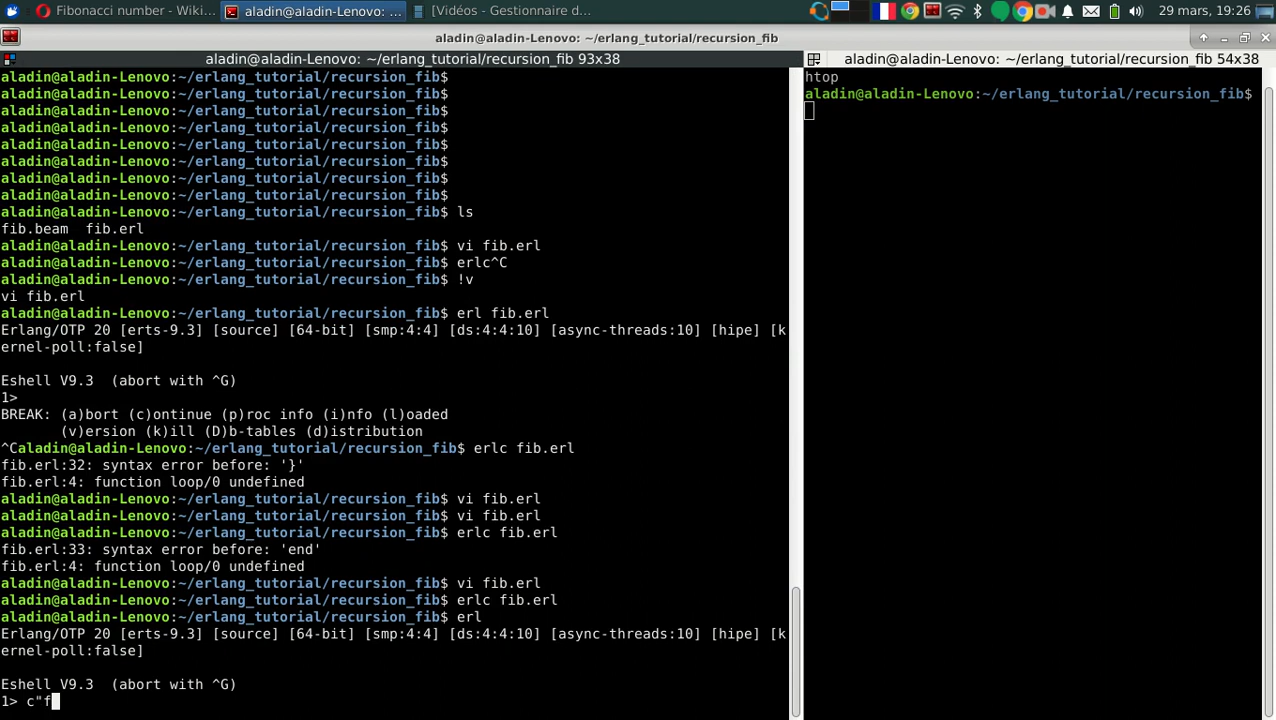 Fibonacci number - Wiki...
aladin@aladin-Lenovo: ...
[Vidéos - Gestionnaire d...
29 mars, 19:26
aladin@aladin-Lenovo: ~/erlang_tutorial/recursion_fib
aladin@aladin-Lenovo: ~/erlang_tutorial/recursion_fib 93x38
aladin@aladin-Lenovo:~/erlang_tutorial/recursion_fib$
aladin@aladin-Lenovo:~/erlang_tutorial/recursion_fib$
aladin@aladin-Lenovo:~/erlang_tutorial/recursion_fib$
aladin@aladin-Lenovo:~/erlang_tutorial/recursion_fib$
aladin@aladin-Lenovo:~/erlang_tutorial/recursion_fib$
aladin@aladin-Lenovo:~/erlang_tutorial/recursion_fib$
aladin@aladin-Lenovo:~/erlang_tutorial/recursion_fib$
aladin@aladin-Lenovo:~/erlang_tutorial/recursion_fib$
aladin@aladin-Lenovo:~/erlang_tutorial/recursion_fib$ ls
fib.beam  fib.erl
aladin@aladin-Lenovo:~/erlang_tutorial/recursion_fib$ vi fib.erl
aladin@aladin-Lenovo:~/erlang_tutorial/recursion_fib$ erlc^C
aladin@aladin-Lenovo:~/erlang_tutorial/recursion_fib$ !v
vi fib.erl
aladin@aladin-Lenovo:~/erlang_tutorial/recursion_fib$ erl fib.erl
Erlang/OTP 20 [erts-9.3] [source] [64-bit] [smp:4:4] [ds:4:4:10] [async-threads:10] [hipe] [k
ernel-poll:false]
Eshell V9.3  (abort with ^G)
1>
BREAK: (a)bort (c)ontinue (p)roc info (i)nfo (l)oaded
(v)ersion (k)ill (D)b-tables (d)istribution
^Caladin@aladin-Lenovo:~/erlang_tutorial/recursion_fib$ erlc fib.erl
fib.erl:32: syntax error before: '}'
fib.erl:4: function loop/0 undefined
aladin@aladin-Lenovo:~/erlang_tutorial/recursion_fib$ vi fib.erl
aladin@aladin-Lenovo:~/erlang_tutorial/recursion_fib$ vi fib.erl
aladin@aladin-Lenovo:~/erlang_tutorial/recursion_fib$ erlc fib.erl
fib.erl:33: syntax error before: 'end'
fib.erl:4: function loop/0 undefined
aladin@aladin-Lenovo:~/erlang_tutorial/recursion_fib$ vi fib.erl
aladin@aladin-Lenovo:~/erlang_tutorial/recursion_fib$ erlc fib.erl
aladin@aladin-Lenovo:~/erlang_tutorial/recursion_fib$ erl
Erlang/OTP 20 [erts-9.3] [source] [64-bit] [smp:4:4] [ds:4:4:10] [async-threads:10] [hipe] [k
ernel-poll:false]
Eshell V9.3  (abort with ^G)
1> c"f
aladin@aladin-Lenovo: ~/erlang_tutorial/recursion_fib 54x38
htop
aladin@aladin-Lenovo:~/erlang_tutorial/recursion_fib$